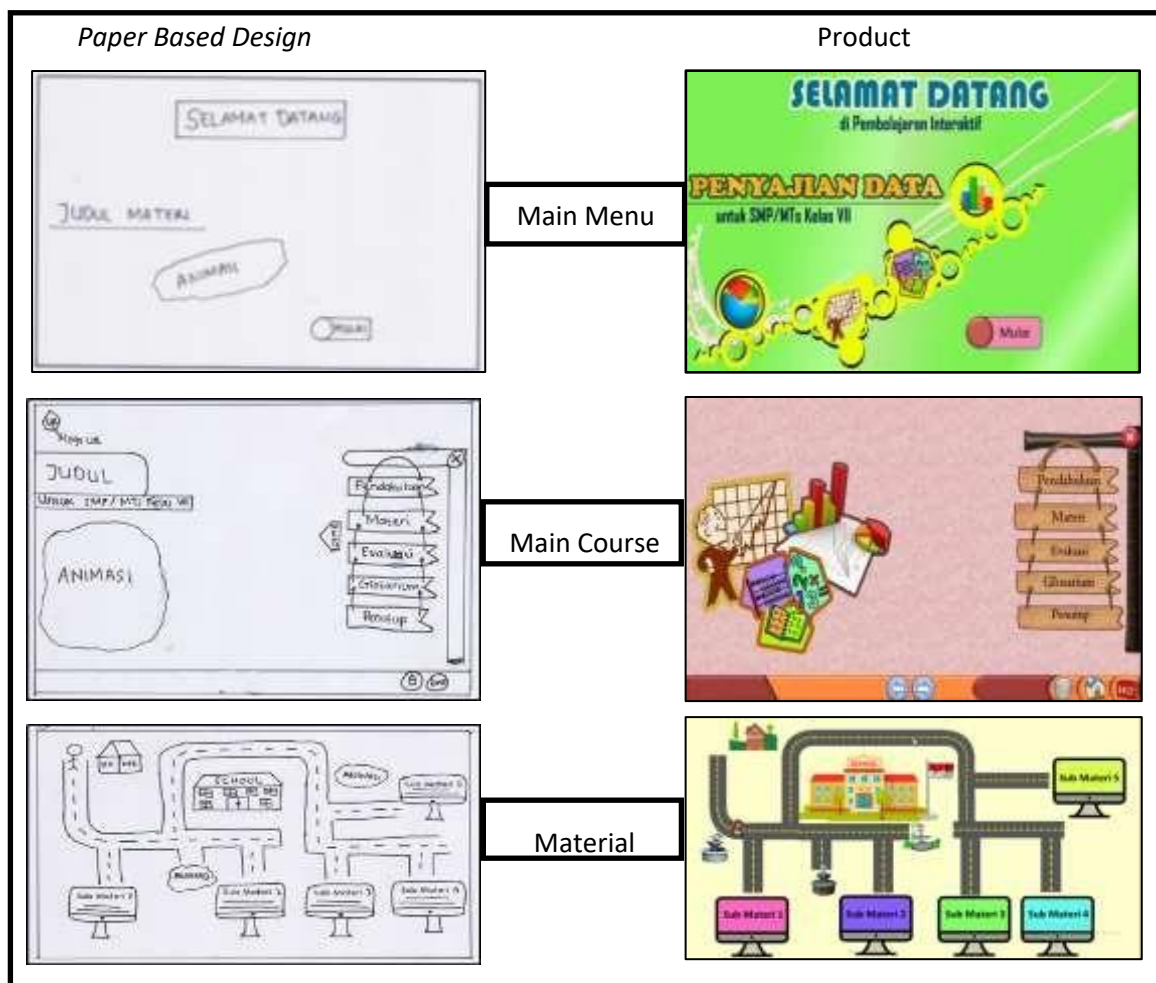 Paper Based Design
Product
SELAMAT DATANG
JUDUL MATERI
ANIMASI
MULAI
Main Menu
SELAMAT DATANG
di Pembelajaran Interaktif
PENYAJIAN DATA
untuk SMP/MTs Kelas VII
Mulai
JUDUL
Untuk SMP/MTs Kelas VII
ANIMASI
Pendahuluan
Materi
Evaluasi
Glosarium
Penutup
Main Course
Pendahuluan
Materi
Evaluasi
Glosarium
Penutup
SCHOOL
ANIMASI
Sub Materi 5
ANIMASI
Sub Materi 2
Sub Materi 3
Sub Materi 4
Material
Sub Materi 5
Sub Materi 1
Sub Materi 2
Sub Materi 3
Sub Materi 4